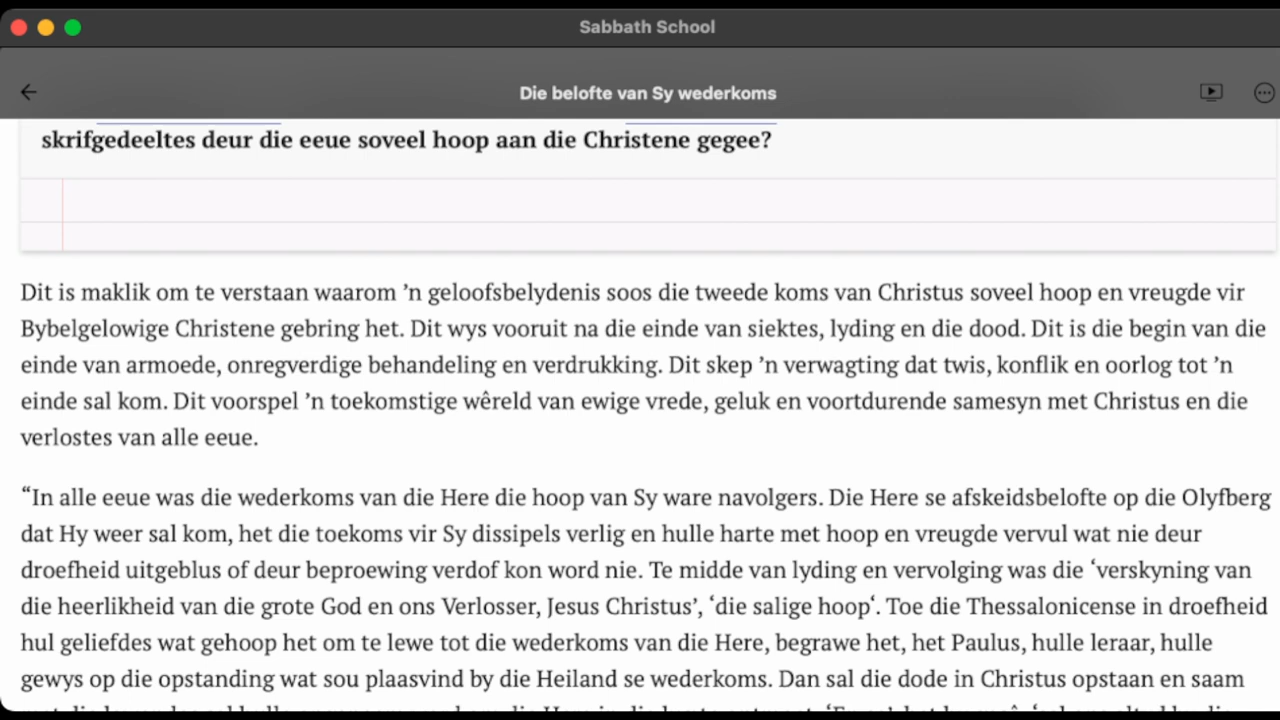 Sabbath School
Die belofte van Sy wederkoms
skrifgedeeltes deur die eeue soveel hoop aan die Christene gegee?
Dit is maklik om te verstaan waarom ’n geloofsbelydenis soos die tweede koms van Christus soveel hoop en vreugde vir
Bybelgelowige Christene gebring het. Dit wys vooruit na die einde van siektes, lyding en die dood. Dit is die begin van die
einde van armoede, onregverdige behandeling en verdrukking. Dit skep ’n verwagting dat twis, konflik en oorlog tot ’n
einde sal kom. Dit voorspel ’n toekomstige wêreld van ewige vrede, geluk en voortdurende samesyn met Christus en die
verlostes van alle eeue.
“In alle eeue was die wederkoms van die Here die hoop van Sy ware navolgers. Die Here se afskeidsbelofte op die Olyfberg
dat Hy weer sal kom, het die toekoms vir Sy dissipels verlig en hulle harte met hoop en vreugde vervul wat nie deur
droefheid uitgeblus of deur beproewing verdof kon word nie. Te midde van lyding en vervolging was die ‘verskyning van
die heerlikheid van die grote God en ons Verlosser, Jesus Christus’, ‘die salige hoop‘. Toe die Thessalonicense in droefheid
hul geliefdes wat gehoop het om te lewe tot die wederkoms van die Here, begrawe het, het Paulus, hulle leraar, hulle
gewys op die opstanding wat sou plaasvind by die Heiland se wederkoms. Dan sal die dode in Christus opstaan en saam